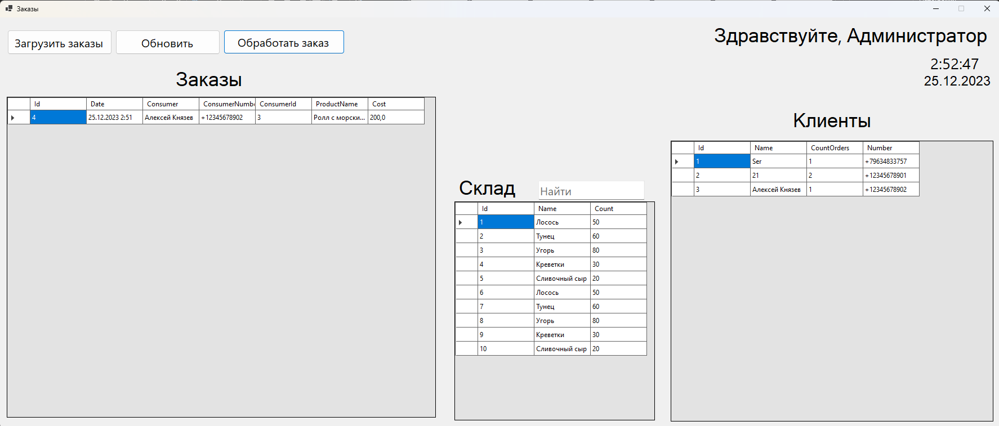 Заказы
Загрузить заказы Обновить Обработать заказ
Здравствуйте, Администратор
2:52:47
25.12.2023
Заказы
Id Date Consumer ConsumerNumbe ConsumerId ProductName Cost
4 25.12.2023 2:51 Алексей Князев +12345678902 3 Ролл с морски... 200,0
Склад Найти
Id Name Count
1 Лосось 50
2 Тунец 60
3 Угорь 80
4 Креветки 30
5 Сливочный сыр 20
6 Лосось 50
7 Тунец 60
8 Угорь 80
9 Креветки 30
10 Сливочный сыр 20
Клиенты
Id Name CountOrders Number
1 Ser 1 +79634833757
2 21 2 +12345678901
3 Алексей Князев 1 +12345678902